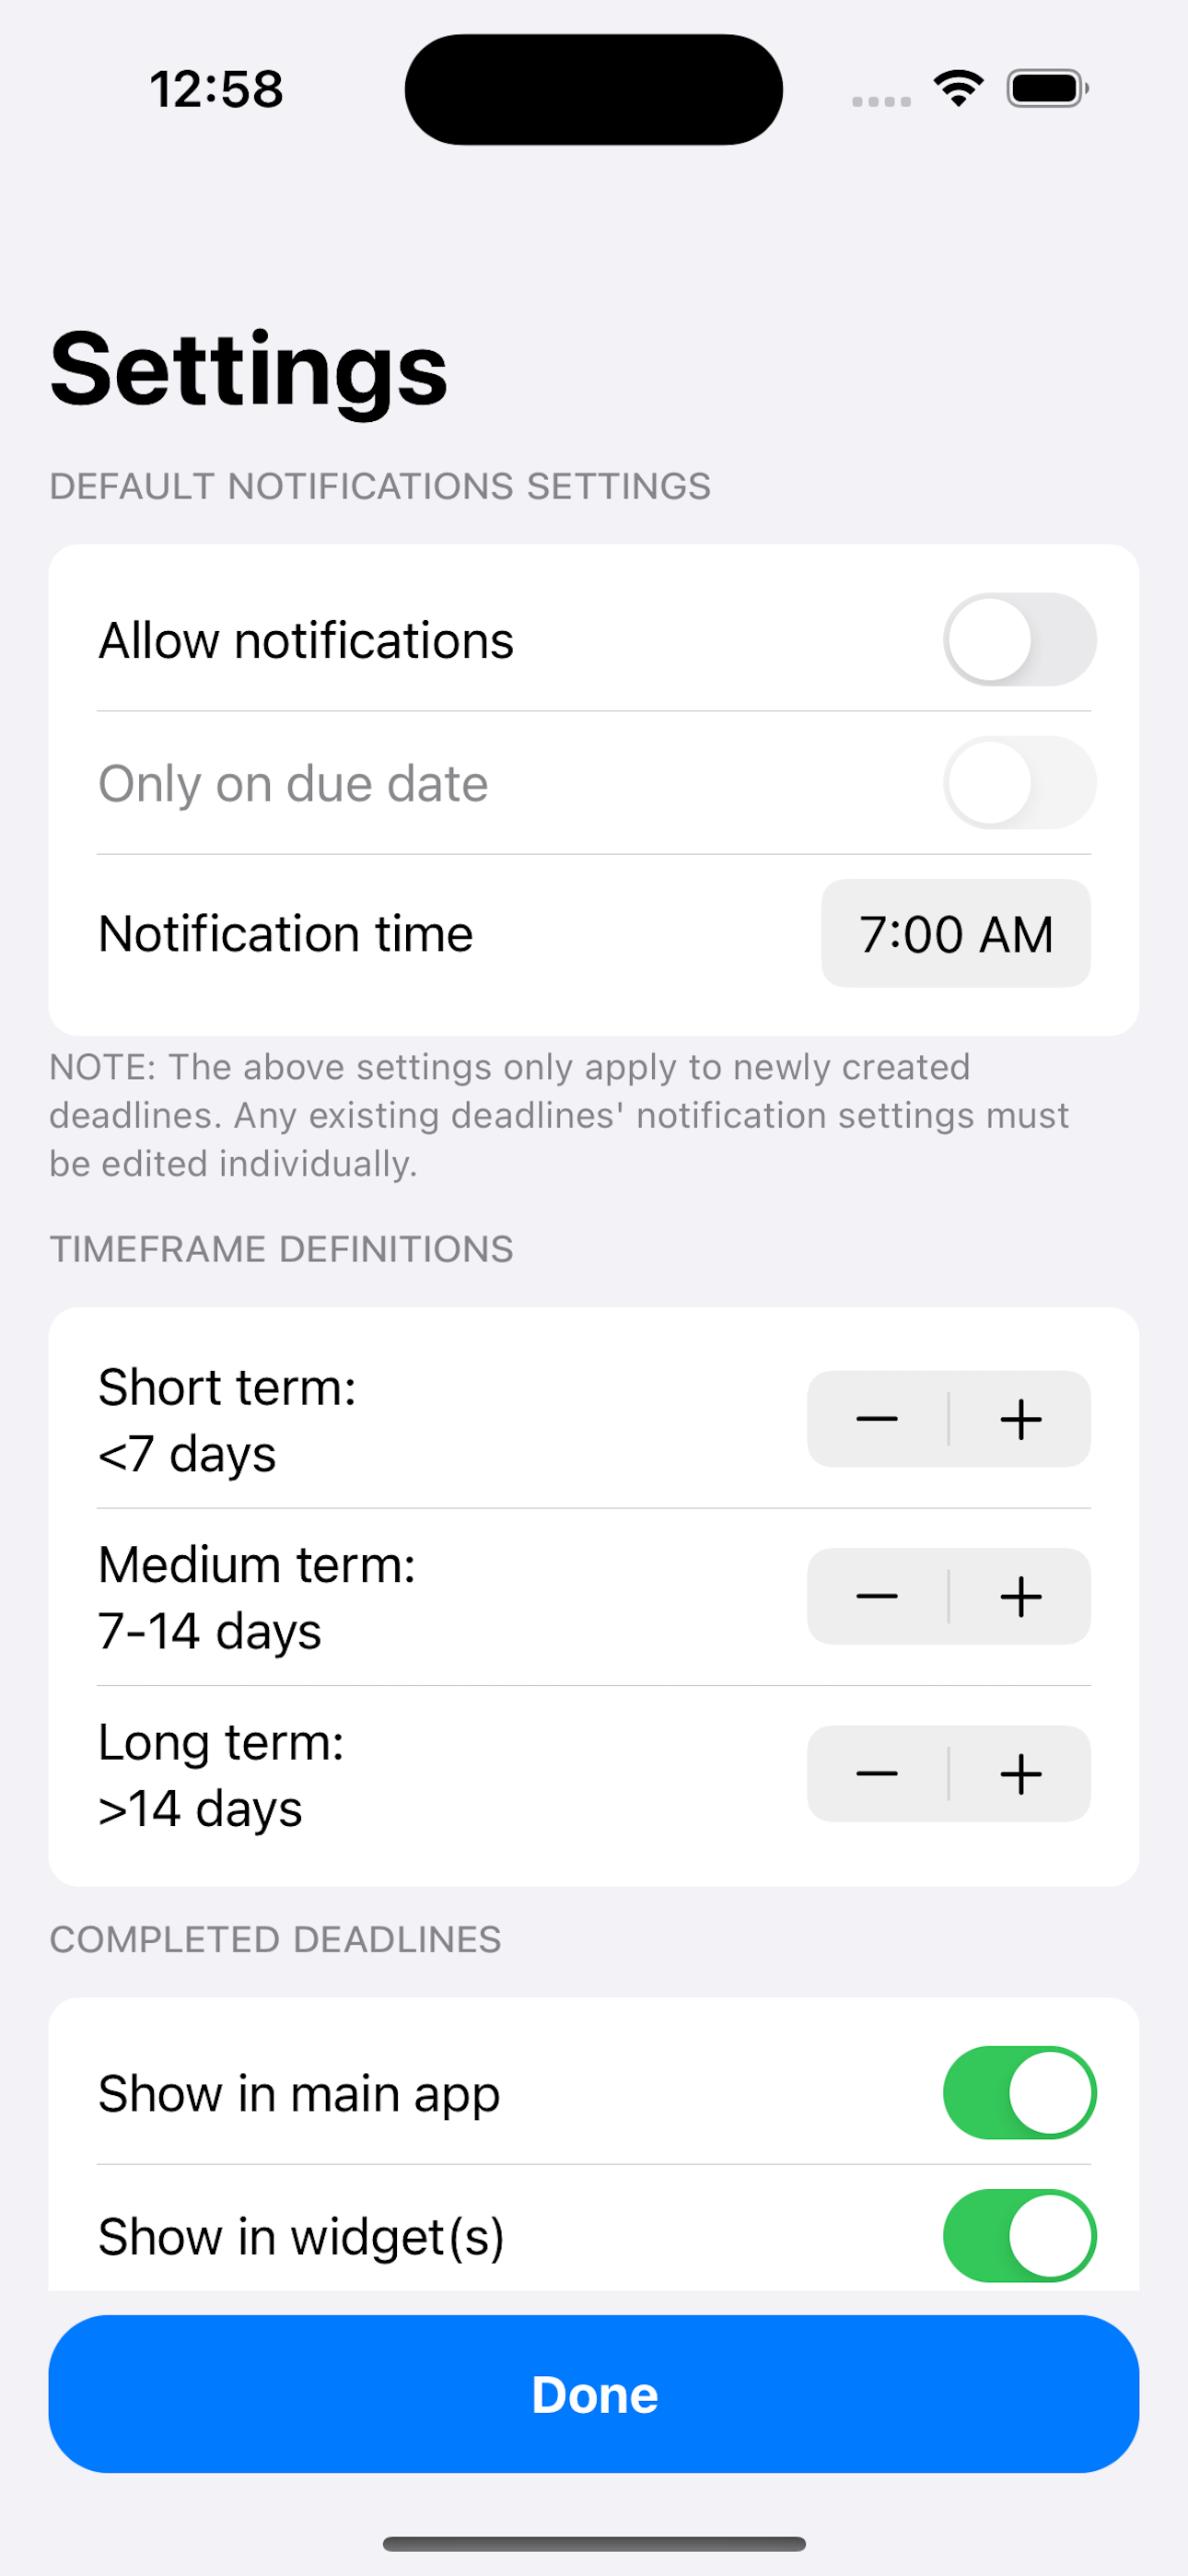 12:58
Settings
DEFAULT NOTIFICATIONS SETTINGS
Allow notifications
Only on due date
Notification time
7:00 AM
NOTE: The above settings only apply to newly created
deadlines. Any existing deadlines' notification settings must
be edited individually.
TIMEFRAME DEFINITIONS
Short term:
<7 days
Medium term:
7-14 days
Long term:
>14 days
COMPLETED DEADLINES
Show in main app
Show in widget(s)
Done